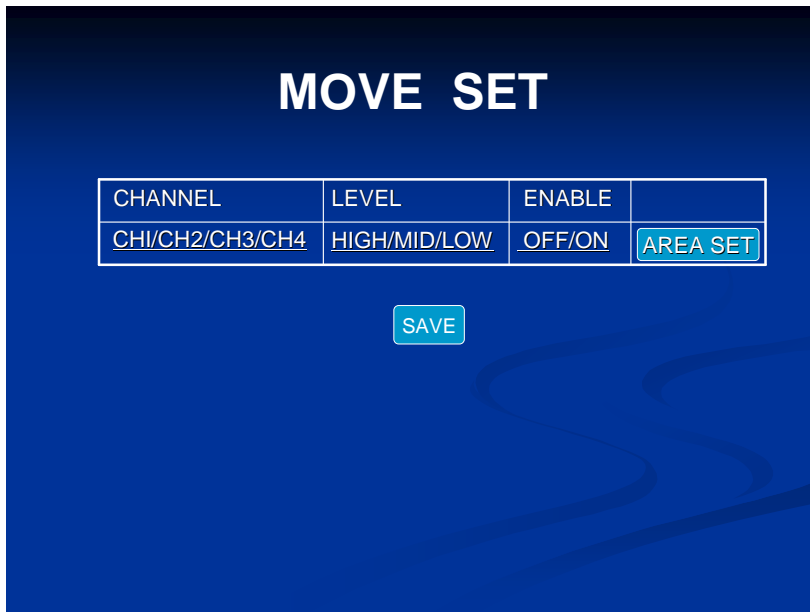 MOVE SET
CHANNEL LEVEL ENABLE
CHI/CH2/CH3/CH4 HIGH/MID/LOW OFF/ON AREA SET
SAVE